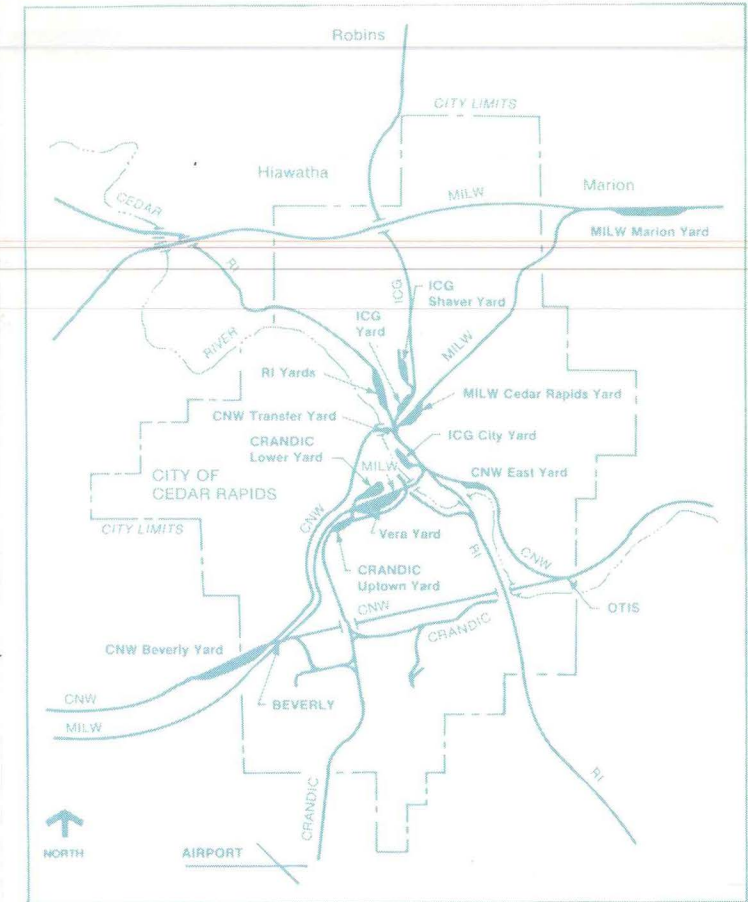 Robins
CITY LIMITS
Hiawatha
MILW
Marion
CEDAR
MILW Marion Yard
RI
ICG
ICG
Shaver Yard
ICG
Yard
RIVER
MILW
RI Yards
MILW Cedar Rapids Yard
CNW Transfer Yard
ICG City Yard
CRANDIC
Lower Yard
MILW
CNW East Yard
CITY OF
CEDAR RAPIDS
CITY LIMITS
CNW
Vera Yard
RI
CNW
CRANDIC
Uptown Yard
CNW
OTIS
CRANDIC
CNW Beverly Yard
CNW
BEVERLY
MILW
RI
CRANDIC
NORTH
AIRPORT